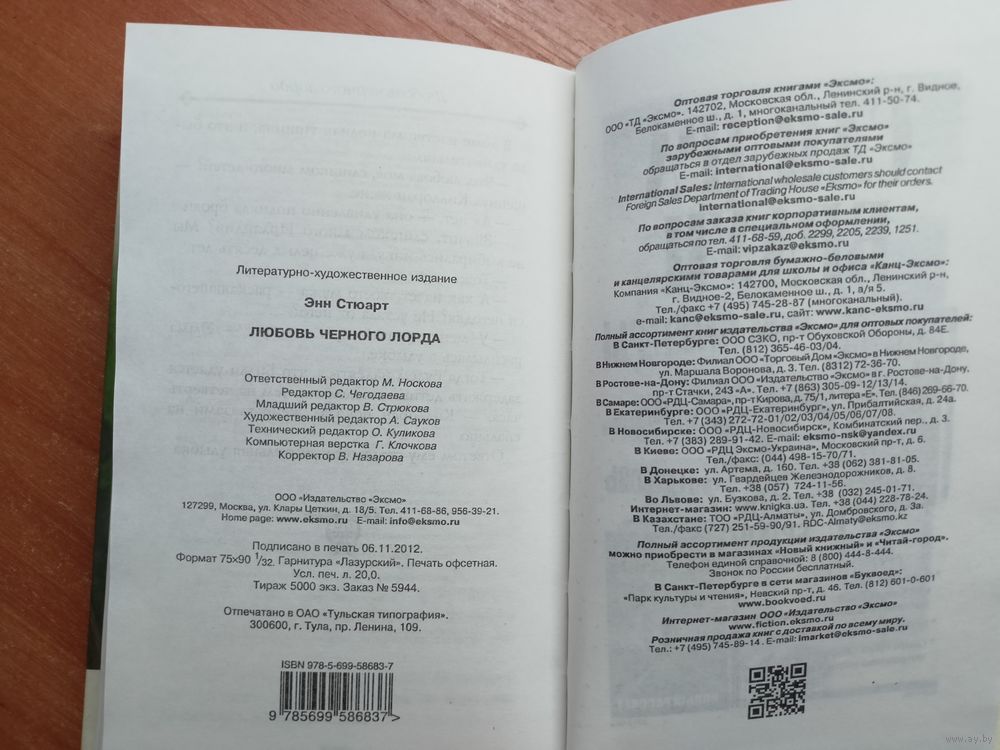 Литературно-художественное издание
Энн Стюарт
ЛЮБОВЬ ЧЕРНОГО ЛОРДА
Ответственный редактор М. Носкова
Редактор С. Чегодаева
Младший редактор В. Стрюкова
Художественный редактор А. Сауков
Технический редактор О. Куликова
Компьютерная верстка Г. Клочкова
Корректор В. Назарова
ООО «Издательство «Эксмо»
127299, Москва, ул. Клары Цеткин, д. 18/5. Тел. 411-68-86, 956-39-21.
Home page: www.eksmo.ru E-mail: info@eksmo.ru
Подписано в печать 06.11.2012.
Формат 75×90 1/32. Гарнитура «Лазурский». Печать офсетная.
Усл. печ. л. 20,0.
Тираж 5000 экз. Заказ № 5944.
Отпечатано в ОАО «Тульская типография».
300600, г. Тула, пр. Ленина, 109.
ISBN 978-5-699-58683-7
9 785699 586837>
Оптовая торговля книгами «Эксмо»:
ООО «ТД «Эксмо». 142702, Московская обл., Ленинский р-н, г. Видное,
Белокаменное ш., д. 1, многоканальный тел. 411-50-74.
E-mail: reception@eksmo-sale.ru
По вопросам приобретения книг «Эксмо»
зарубежными оптовыми покупателями
обращаться в отдел зарубежных продаж ТД «Эксмо»
E-mail: international@eksmo-sale.ru
International Sales: International wholesale customers should contact
Foreign Sales Department of Trading House «Eksmo» for their orders.
international@eksmo-sale.ru
По вопросам заказа книг корпоративным клиентам,
в том числе в специальном оформлении,
обращаться по тел. 411-68-59, доб. 2299, 2205, 2239, 1251.
E-mail: vipzakaz@eksmo.ru
Оптовая торговля бумажно-беловыми
и канцелярскими товарами для школы и офиса «Канц-Эксмо»:
Компания «Канц-Эксмо»: 142700, Московская обл., Ленинский р-н,
г. Видное-2, Белокаменное ш., д. 1, а/я 5.
Тел./факс +7 (495) 745-28-87 (многоканальный).
e-mail: kanc@eksmo-sale.ru, сайт: www.kanc-eksmo.ru
Полный ассортимент книг издательства «Эксмо» для оптовых покупателей:
В Санкт-Петербурге: ООО СЗКО, пр-т Обуховской Обороны, д. 84Е.
Тел. (812) 365-46-03/04.
В Нижнем Новгороде: Филиал ООО «Торговый Дом «Эксмо» в Нижнем Новгороде,
ул. Маршала Воронова, д. 3. Тел. (8312) 72-36-70.
В Ростове-на-Дону: Филиал ООО «Издательство «Эксмо» в г. Ростове-на-Дону,
пр-т Стачки, 243 «А». Тел. +7 (863) 305-09-12/13/14.
В Самаре: ООО «РДЦ-Самара», пр-т Кирова, д. 75/1, литера «Е». Тел. (846) 269-66-70.
В Екатеринбурге: ООО «РДЦ-Екатеринбург», ул. Прибалтийская, д. 24а.
Тел. +7 (343) 272-72-01/02/03/04/05/06/07/08.
В Новосибирске: ООО «РДЦ-Новосибирск», Комбинатский пер., д. 3.
Тел. +7 (383) 289-91-42. E-mail: eksmo-nsk@yandex.ru
В Киеве: ООО «РДЦ Эксмо-Украина», Московский пр-т, д. 6.
Тел./факс: (044) 498-15-70/71.
В Донецке: ул. Артема, д. 160. Тел. +38 (062) 381-81-05.
В Харькове: ул. Гвардейцев Железнодорожников, д. 8.
Тел. +38 (057) 724-11-56.
Во Львове: ул. Бузкова, д. 2. Тел. +38 (032) 245-01-71.
Интернет-магазин: www.knigka.ua. Тел. +38 (044) 228-78-24.
В Казахстане: ТОО «РДЦ-Алматы», ул. Домбровского, д. 3а.
Тел./факс (727) 251-59-90/91. RDC-Almaty@eksmo.kz
Полный ассортимент продукции издательства «Эксмо»
можно приобрести в магазинах «Новый книжный» и «Читай-город».
Телефон единой справочной: 8 (800) 444-8-444.
Звонок по России бесплатный.
В Санкт-Петербурге в сети магазинов «Буквоед»:
«Парк культуры и чтения», Невский пр-т, д. 46. Тел. (812) 601-0-601
www.bookvoed.ru
Интернет-магазин ООО «Издательство «Эксмо»
www.fiction.eksmo.ru
Розничная продажа книг с доставкой по всему миру.
Тел.: +7 (495) 745-89-14. E-mail: imarket@eksmo-sale.ru
www.ay.by